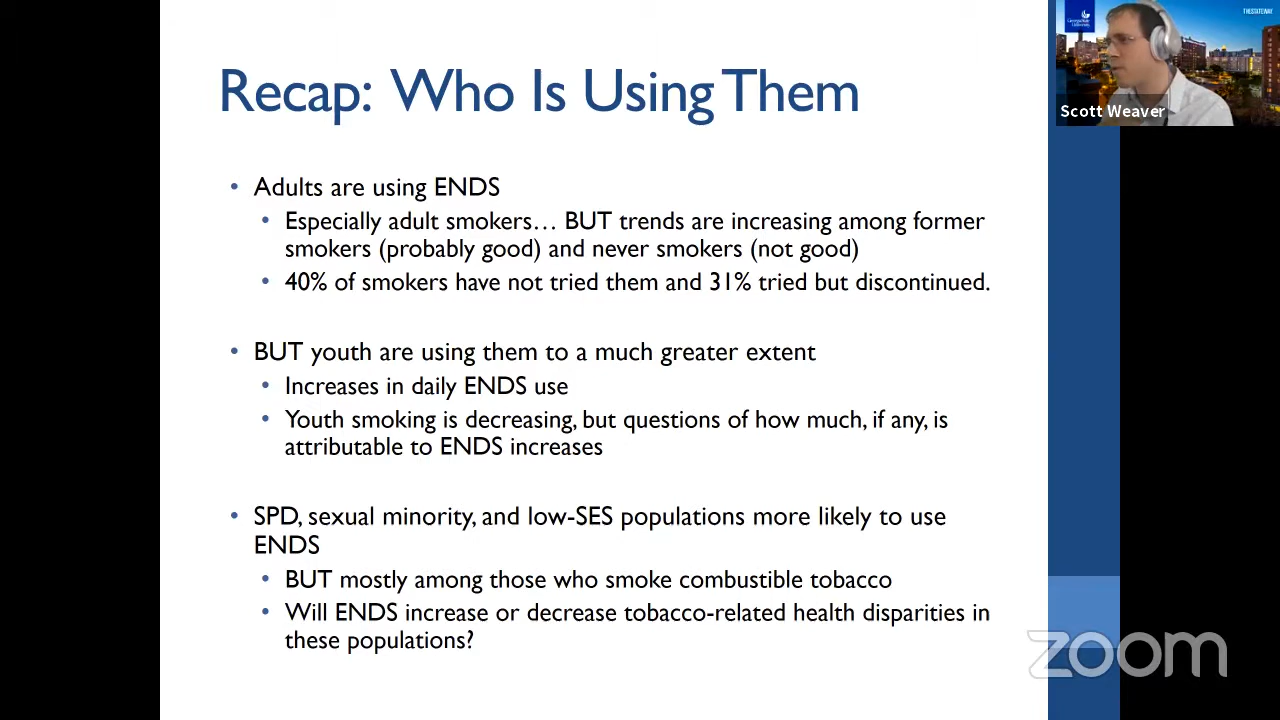 Recap: Who Is Using Them
• Adults are using ENDS
• Especially adult smokers… BUT trends are increasing among former
smokers (probably good) and never smokers (not good)
• 40% of smokers have not tried them and 31% tried but discontinued.
• BUT youth are using them to a much greater extent
• Increases in daily ENDS use
• Youth smoking is decreasing, but questions of how much, if any, is
attributable to ENDS increases
• SPD, sexual minority, and low-SES populations more likely to use
ENDS
• BUT mostly among those who smoke combustible tobacco
• Will ENDS increase or decrease tobacco-related health disparities in
these populations?
GeorgiaState
University
THESTATEWAY
Scott Weaver
zoom